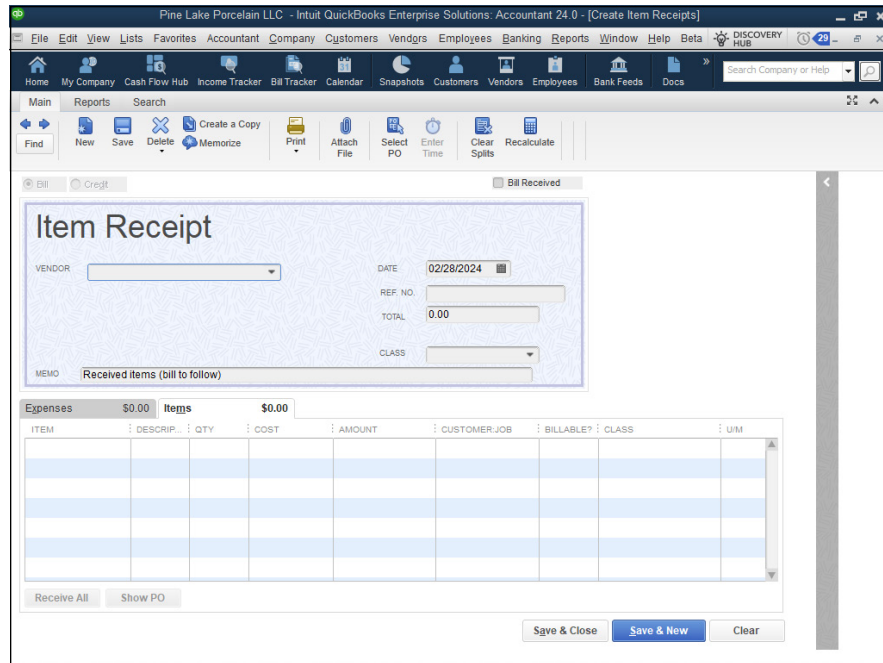 qb Pine Lake Porcelain LLC - Intuit QuickBooks Enterprise Solutions: Accountant 24.0 - [Create Item Receipts]
File Edit View Lists Favorites Accountant Company Customers Vendors Employees Banking Reports Window Help Beta DISCOVERY HUB 29
Home My Company Cash Flow Hub Income Tracker Bill Tracker Calendar Snapshots Customers Vendors Employees Bank Feeds Docs » Search Company or Help
Main Reports Search
Find New Save Delete Create a Copy Memorize Print Attach File Select PO Enter Time Clear Splits Recalculate
Bill Credit Bill Received
Item Receipt
VENDOR DATE 02/28/2024
REF. NO.
TOTAL 0.00
CLASS
MEMO Received items (bill to follow)
Expenses $0.00 Items $0.00
ITEM DESCRIP... QTY COST AMOUNT CUSTOMER:JOB BILLABLE? CLASS U/M
Receive All Show PO
Save & Close Save & New Clear